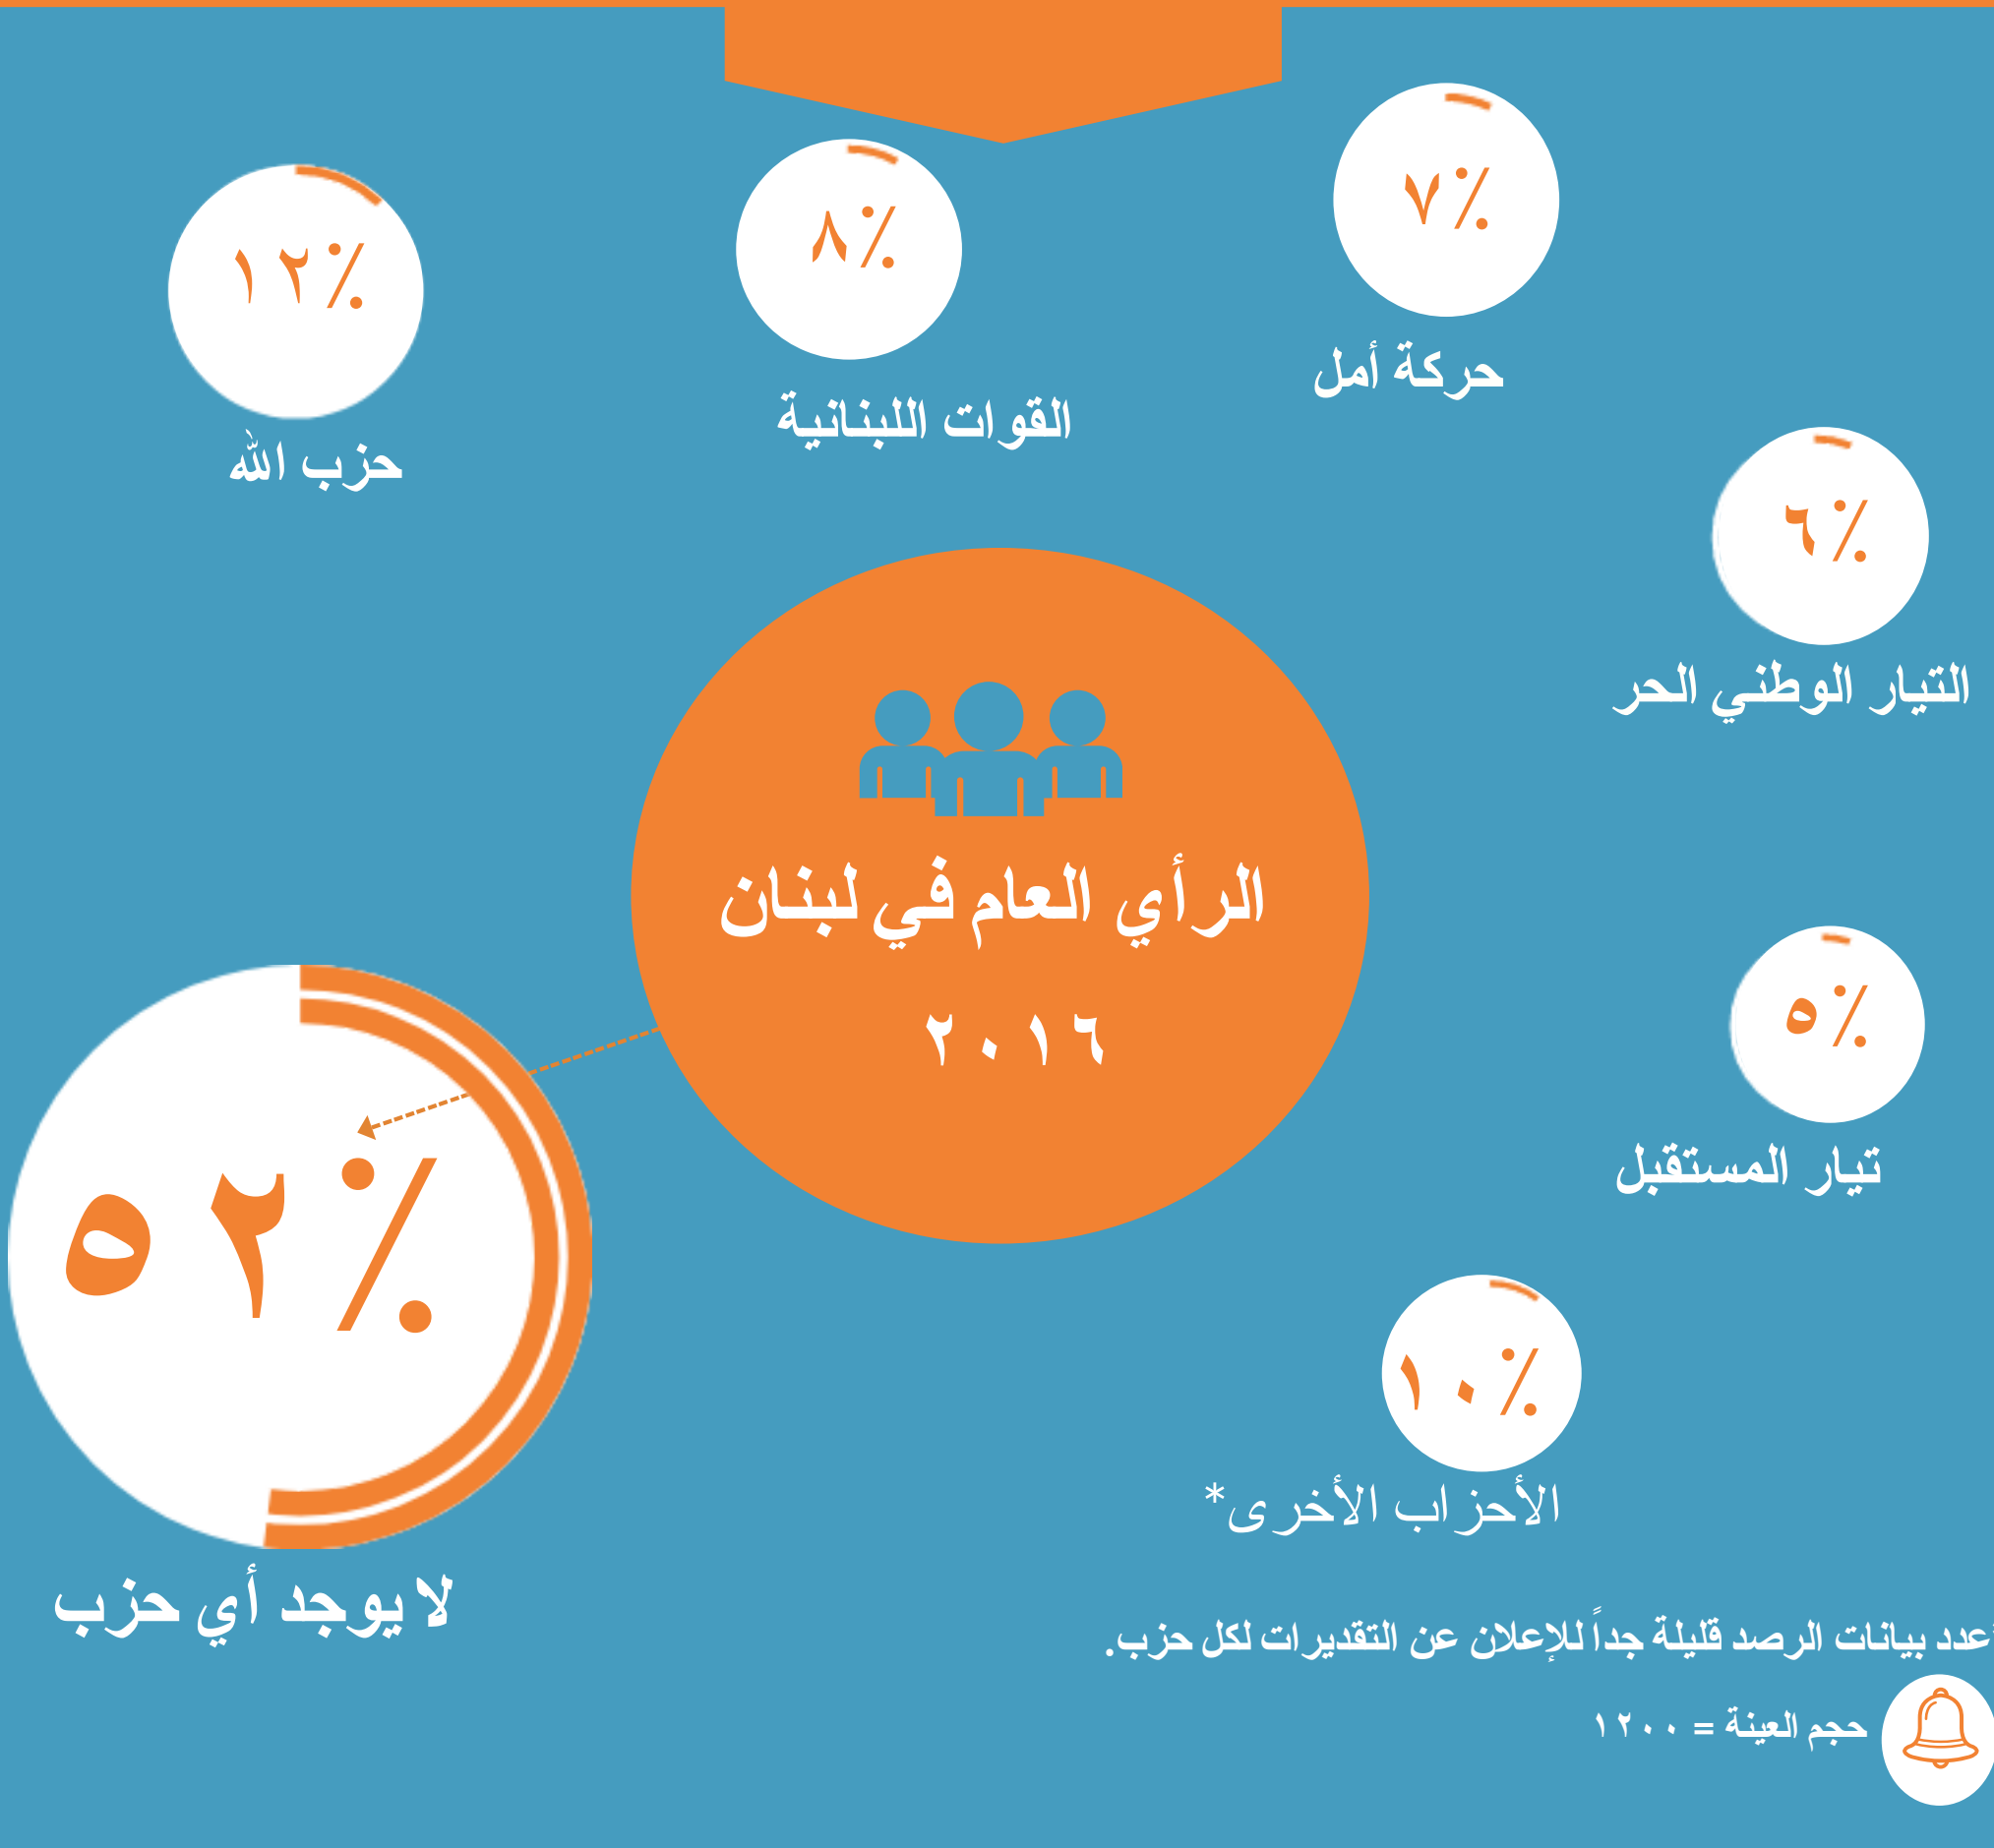 ٧٪
حركة أمل
٨٪
القوات اللبنانية
١٢٪
حزب الله
٦٪
التيار الوطني الحر
الرأي العام في لبنان
٢٠١٦
٥٪
تيار المستقبل
٥٢٪
لا يوجد أي حزب
١٠٪
الأحزاب الأخرى*
عدد بيانات الرصد قليلة جداً للإعلان عن التقديرات لكل حزب.
حجم العينة = ١٢٠٠